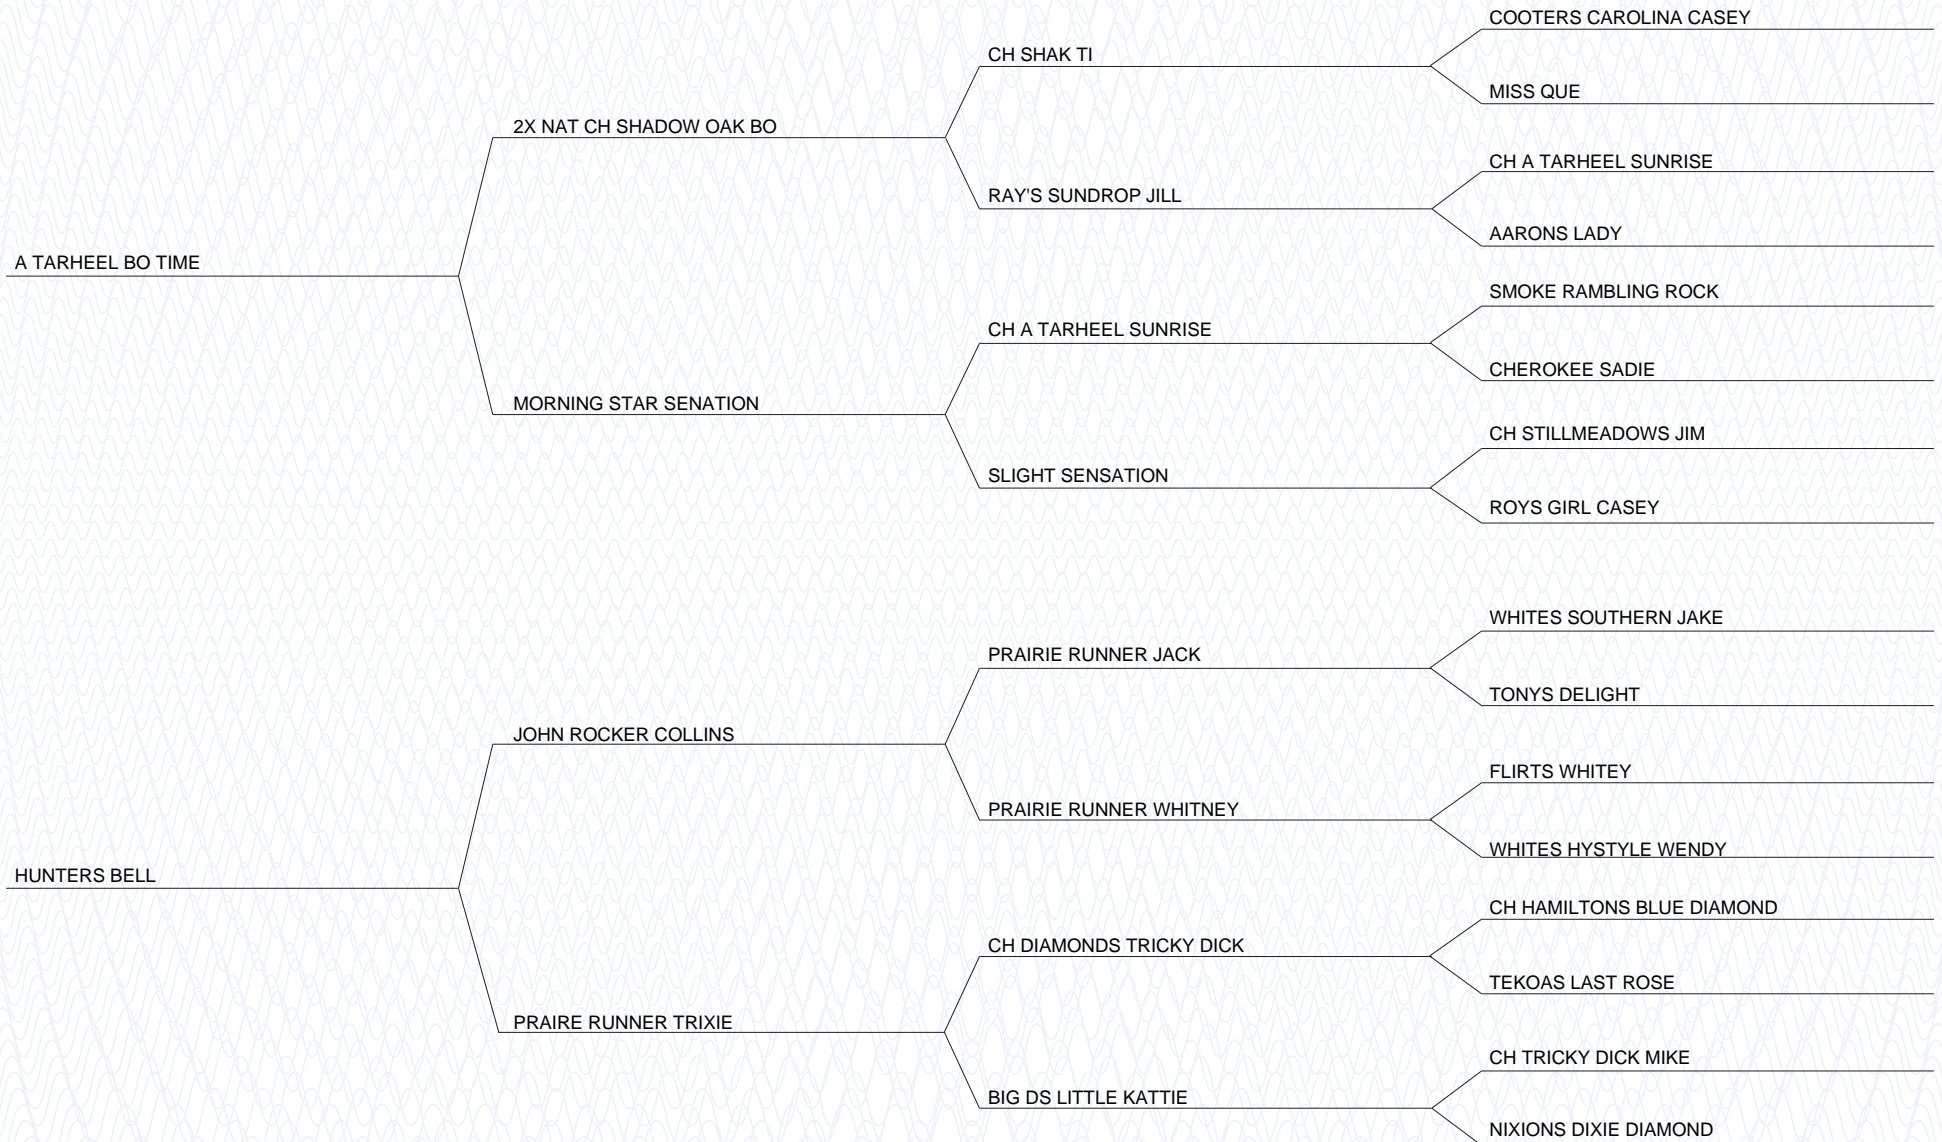 COOTERS CAROLINA CASEY
CH SHAK TI
MISS QUE
2X NAT CH SHADOW OAK BO
CH A TARHEEL SUNRISE
RAY'S SUNDROP JILL
AARONS LADY
A TARHEEL BO TIME
SMOKE RAMBLING ROCK
CH A TARHEEL SUNRISE
CHEROKEE SADIE
MORNING STAR SENATION
CH STILLMEADOWS JIM
SLIGHT SENSATION
ROYS GIRL CASEY
WHITES SOUTHERN JAKE
PRAIRIE RUNNER JACK
TONYS DELIGHT
JOHN ROCKER COLLINS
FLIRTS WHITEY
PRAIRIE RUNNER WHITNEY
WHITES HYSTYLE WENDY
HUNTERS BELL
CH HAMILTONS BLUE DIAMOND
CH DIAMONDS TRICKY DICK
TEKOAS LAST ROSE
PRAIRE RUNNER TRIXIE
CH TRICKY DICK MIKE
BIG DS LITTLE KATTIE
NIXIONS DIXIE DIAMOND